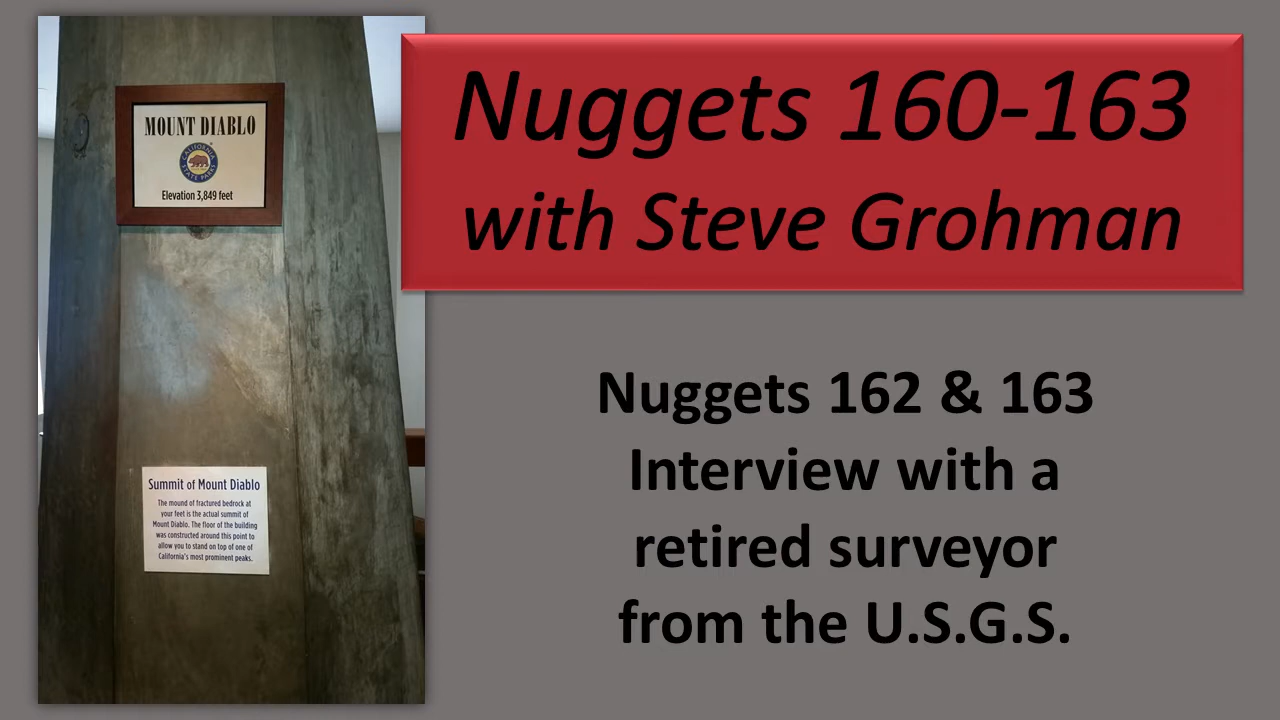 Nuggets 160-163
with Steve Grohman
MOUNT DIABLO
CALIFORNIA
STATE PARKS
Elevation 3,849 feet
Nuggets 162 & 163
Interview with a
retired surveyor
from the U.S.G.S.
Summit of Mount Diablo
The mound of fractured bedrock at
your feet is the actual summit of
Mount Diablo. The floor of the building
was constructed around this point to
allow you to stand on top of one of
California's most prominent peaks.